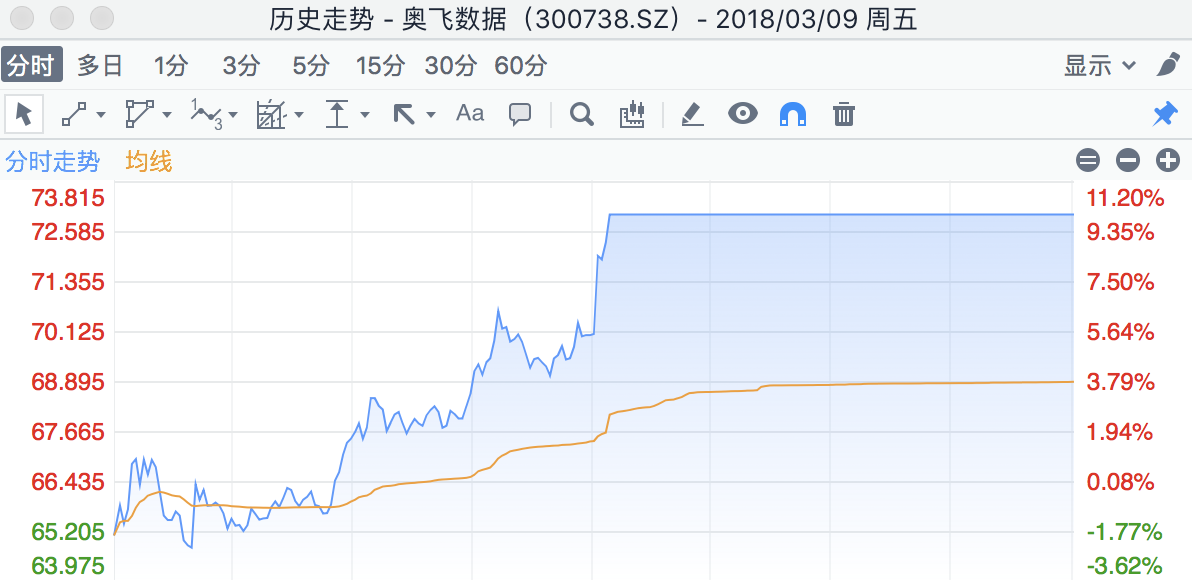 历史走势 - 奥飞数据（300738.SZ） - 2018/03/09 周五
分时 多日 1分 3分 5分 15分 30分 60分 显示
1 3 Aa
分时走势 均线
73.815 11.20%
72.585 9.35%
71.355 7.50%
70.125 5.64%
68.895 3.79%
67.665 1.94%
66.435 0.08%
65.205 -1.77%
63.975 -3.62%